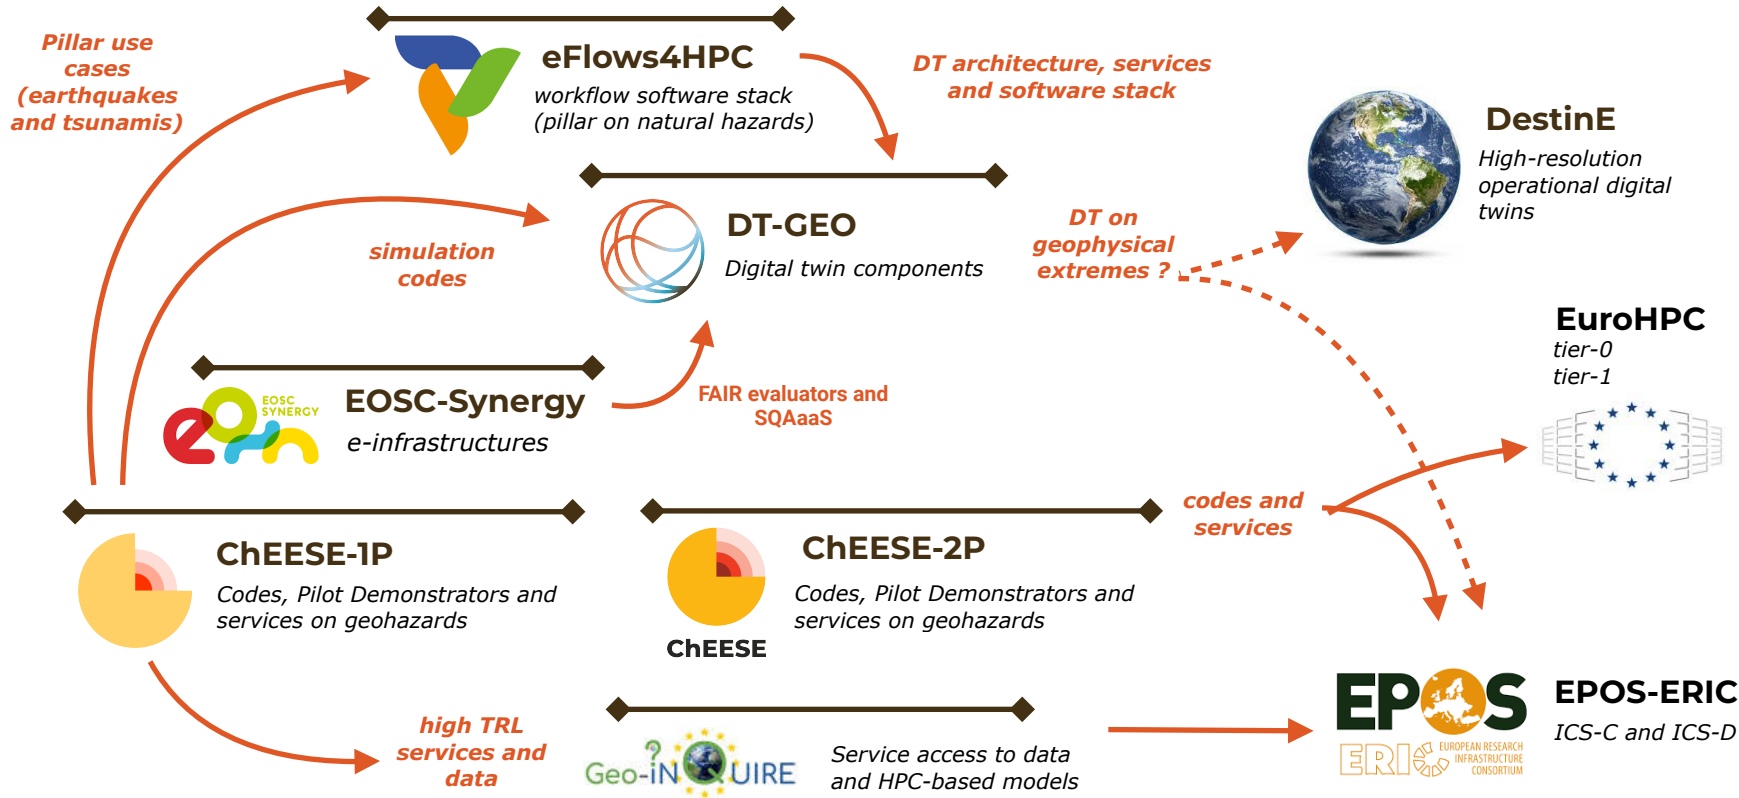 Pillar use
cases
(earthquakes
and tsunamis)
eFlows4HPC
workflow software stack
(pillar on natural hazards)
DT architecture, services
and software stack
DestinE
High-resolution
operational digital
twins
simulation
codes
DT-GEO
Digital twin components
DT on
geophysical
extremes ?
EuroHPC
tier-0
tier-1
EOSC
SYNERGY
EOSC-Synergy
e-infrastructures
FAIR evaluators and
SQAaaS
ChEESE-1P
Codes, Pilot Demonstrators and
services on geohazards
ChEESE
ChEESE-2P
Codes, Pilot Demonstrators and
services on geohazards
codes and
services
high TRL
services and
data
Geo-iNQUIRE
Service access to data
and HPC-based models
EPOS
ERIC
EUROPEAN RESEARCH
INFRASTRUCTURE
CONSORTIUM
EPOS-ERIC
ICS-C and ICS-D